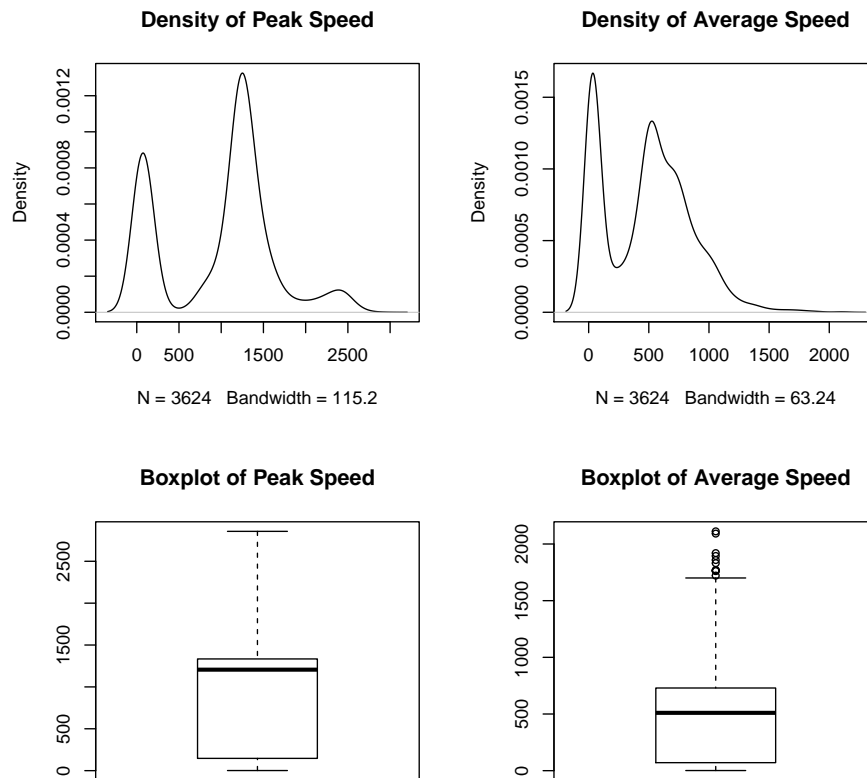 Density of Peak Speed
Density
0.0000 0.0004 0.0008 0.0012
0 500 1500 2500
N = 3624 Bandwidth = 115.2
Density of Average Speed
Density
0.0000 0.0005 0.0010 0.0015
0 500 1000 1500 2000
N = 3624 Bandwidth = 63.24
Boxplot of Peak Speed
0 500 1500 2500
Boxplot of Average Speed
0 500 1000 1500 2000